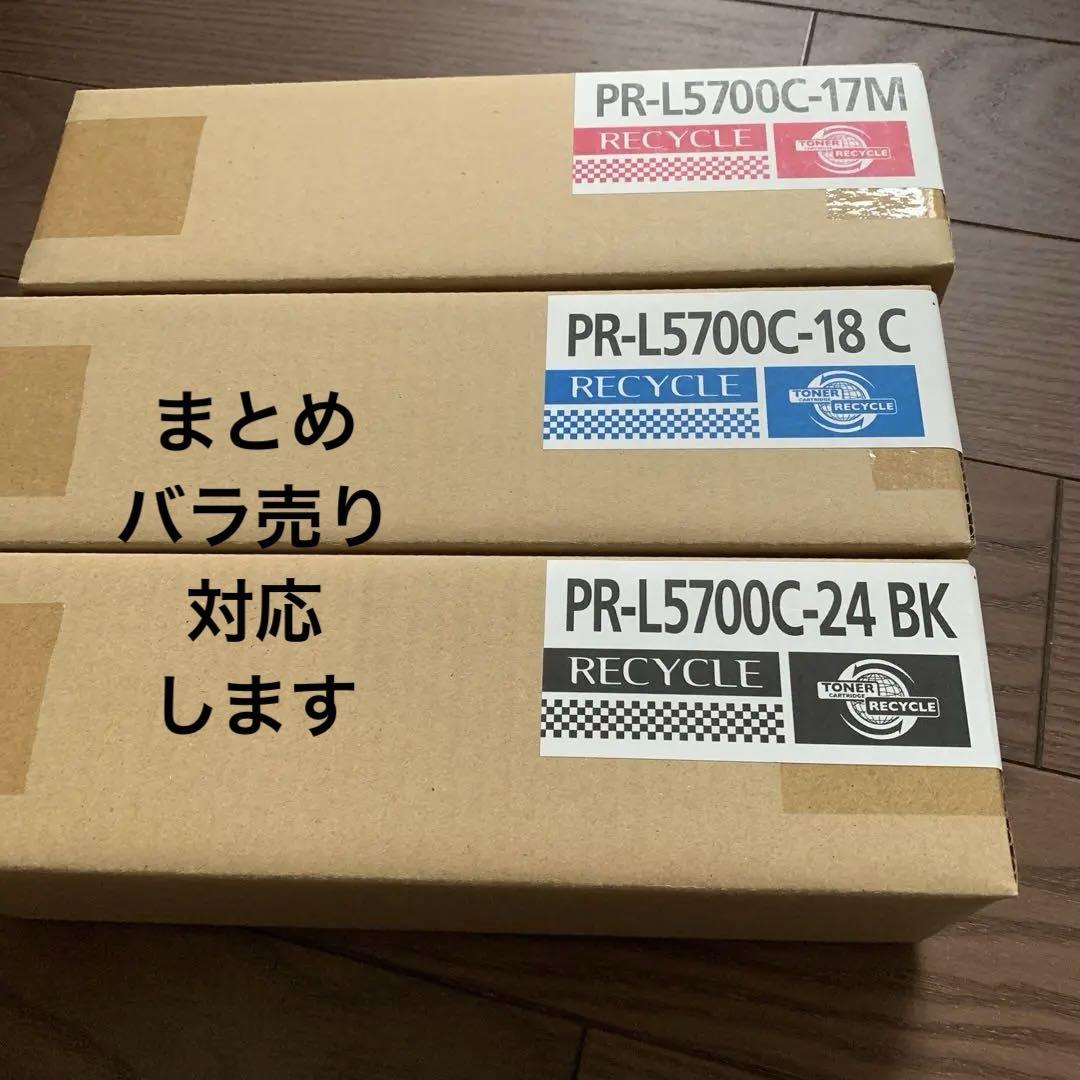 PR-L5700C-17M
RECYCLE
TONER
CARTRIDGE
RECYCLE
PR-L5700C-18 C
RECYCLE
TONER
CARTRIDGE
RECYCLE
まとめ
バラ売り
対応
します
PR-L5700C-24 BK
RECYCLE
TONER
CARTRIDGE
RECYCLE